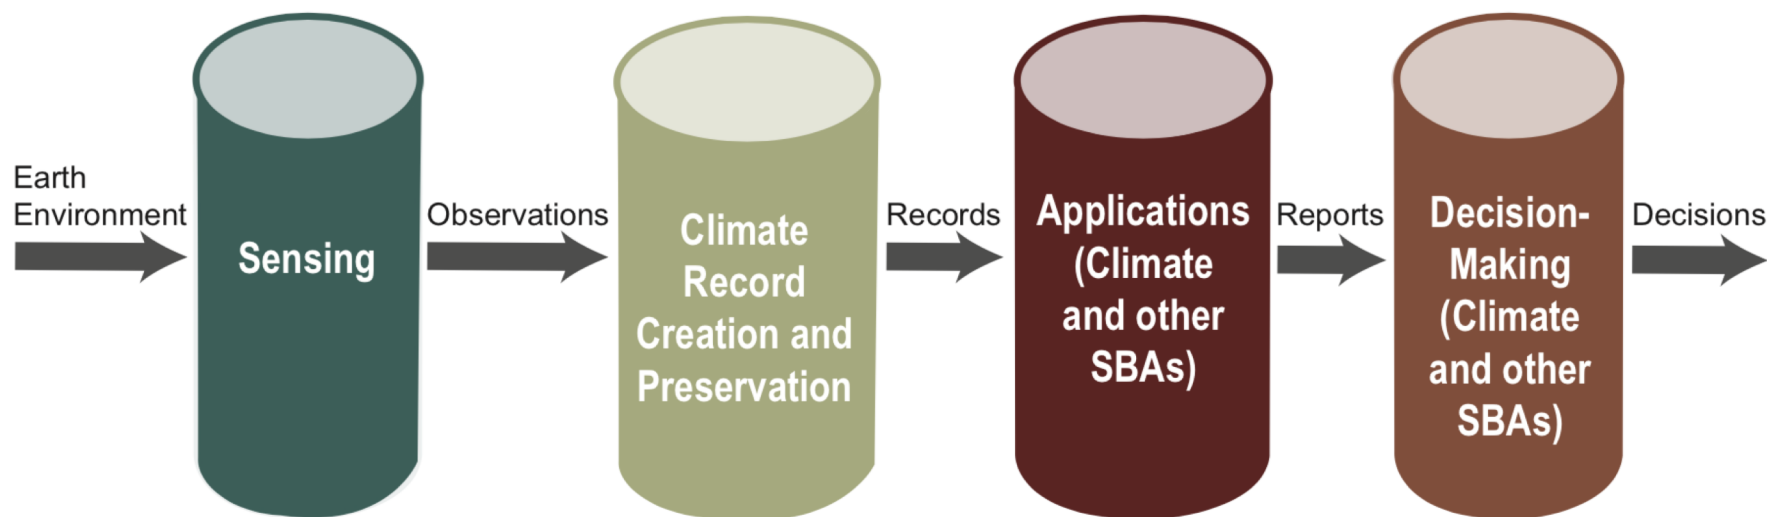 Earth
Environment
Sensing
Observations
Climate
Record
Creation and
Preservation
Records
Applications
(Climate
and other
SBAs)
Reports
Decision-
Making
(Climate
and other
SBAs)
Decisions